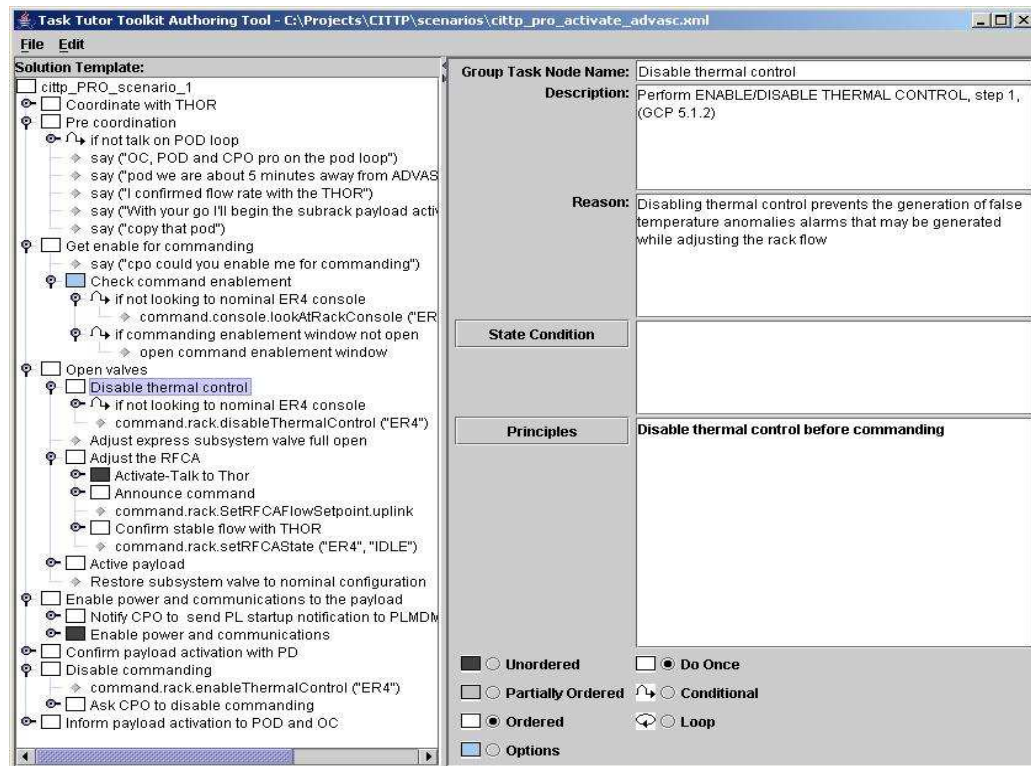 Task Tutor Toolkit Authoring Tool - C:\Projects\CITTP\scenarios\cittp_pro_activate_advasc.xml
File Edit
Solution Template:
cittp_PRO_scenario_1
Coordinate with THOR
Pre coordination
if not talk on POD loop
say ("OC, POD and CPO pro on the pod loop")
say ("pod we are about 5 minutes away from ADVAS
say ("I confirmed flow rate with the THOR")
say ("With your go I'll begin the subrack payload activ
say ("copy that pod")
Get enable for commanding
say ("cpo could you enable me for commanding")
Check command enablement
if not looking to nominal ER4 console
command.console.lookAtRackConsole ("ER
if commanding enablement window not open
open command enablement window
Open valves
Disable thermal control
if not looking to nominal ER4 console
command.rack.disableThermalControl ("ER4")
Adjust express subsystem valve full open
Adjust the RFCA
Activate-Talk to Thor
Announce command
command.rack.SetRFCAFlowSetpoint.uplink
Confirm stable flow with THOR
command.rack.setRFCAState ("ER4", "IDLE")
Active payload
Restore subsystem valve to nominal configuration
Enable power and communications to the payload
Notify CPO to send PL startup notification to PLMDM
Enable power and communications
Confirm payload activation with PD
Disable commanding
command.rack.enableThermalControl ("ER4")
Ask CPO to disable commanding
Inform payload activation to POD and OC
Group Task Node Name: Disable thermal control
Description: Perform ENABLE/DISABLE THERMAL CONTROL, step 1,
(GCP 5.1.2)
Reason: Disabling thermal control prevents the generation of false
temperature anomalies alarms that may be generated
while adjusting the rack flow
State Condition
Principles Disable thermal control before commanding
Unordered Do Once
Partially Ordered Conditional
Ordered Loop
Options